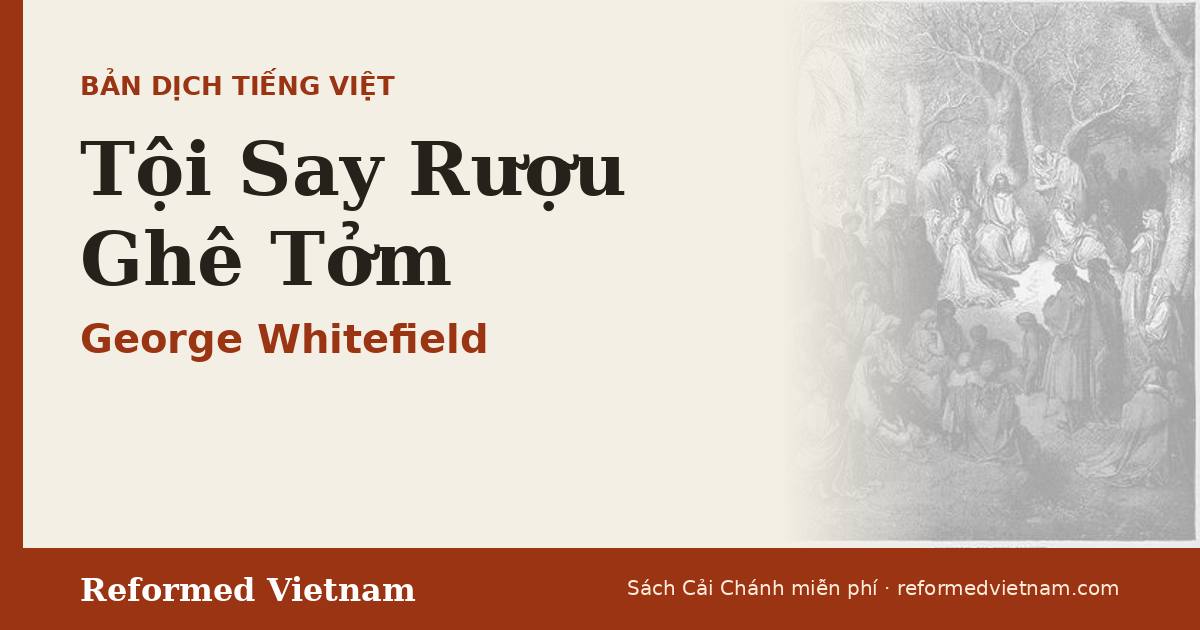 BẢN DỊCH TIẾNG VIỆT
Tội Say Rượu
Ghê Tởm
George Whitefield
Reformed Vietnam
Sách Cải Chánh miễn phí · reformedvietnam.com